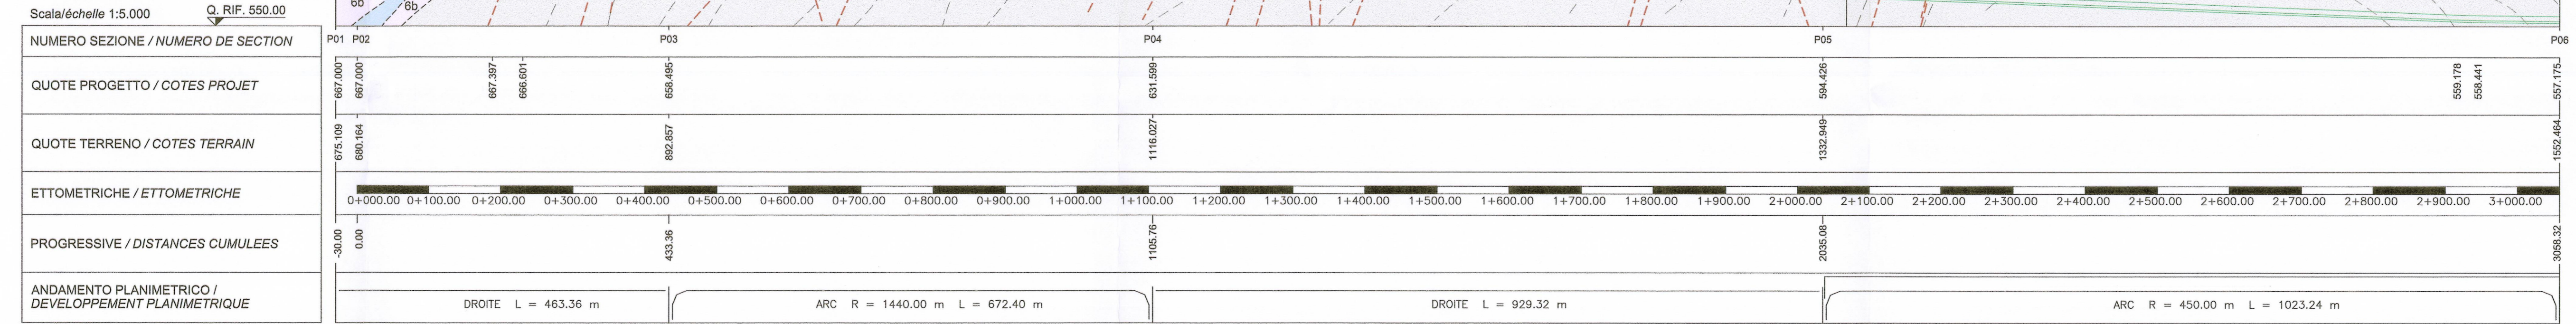 Scala/échelle 1:5.000 Q. RIF. 550.00
6b 6b
NUMERO SEZIONE / NUMERO DE SECTION P01 P02 P03 P04 P05 P06
QUOTE PROGETTO / COTES PROJET 667.000 667.000 667.397 666.601 658.495 631.599 594.426 559.178 558.441 557.175
QUOTE TERRENO / COTES TERRAIN 675.109 680.164 892.857 1116.027 1332.949 1552.464
ETTOMETRICHE / ETTOMETRICHE 0+000.00 0+100.00 0+200.00 0+300.00 0+400.00 0+500.00 0+600.00 0+700.00 0+800.00 0+900.00 1+000.00 1+100.00 1+200.00 1+300.00 1+400.00 1+500.00 1+600.00 1+700.00 1+800.00 1+900.00 2+000.00 2+100.00 2+200.00 2+300.00 2+400.00 2+500.00 2+600.00 2+700.00 2+800.00 2+900.00 3+000.00
PROGRESSIVE / DISTANCES CUMULEES -30.00 0.00 433.36 1105.76 2035.08 3058.32
ANDAMENTO PLANIMETRICO /
DEVELOPPEMENT PLANIMETRIQUE DROITE L = 463.36 m ARC R = 1440.00 m L = 672.40 m DROITE L = 929.32 m ARC R = 450.00 m L = 1023.24 m